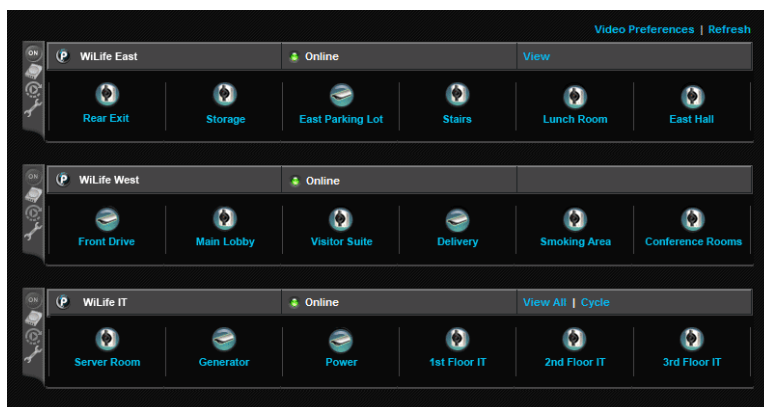 Video Preferences | Refresh
ON
P WiLife East Online View
Rear Exit Storage East Parking Lot Stairs Lunch Room East Hall
ON
P WiLife West Online
Front Drive Main Lobby Visitor Suite Delivery Smoking Area Conference Rooms
ON
P WiLife IT Online View All | Cycle
Server Room Generator Power 1st Floor IT 2nd Floor IT 3rd Floor IT